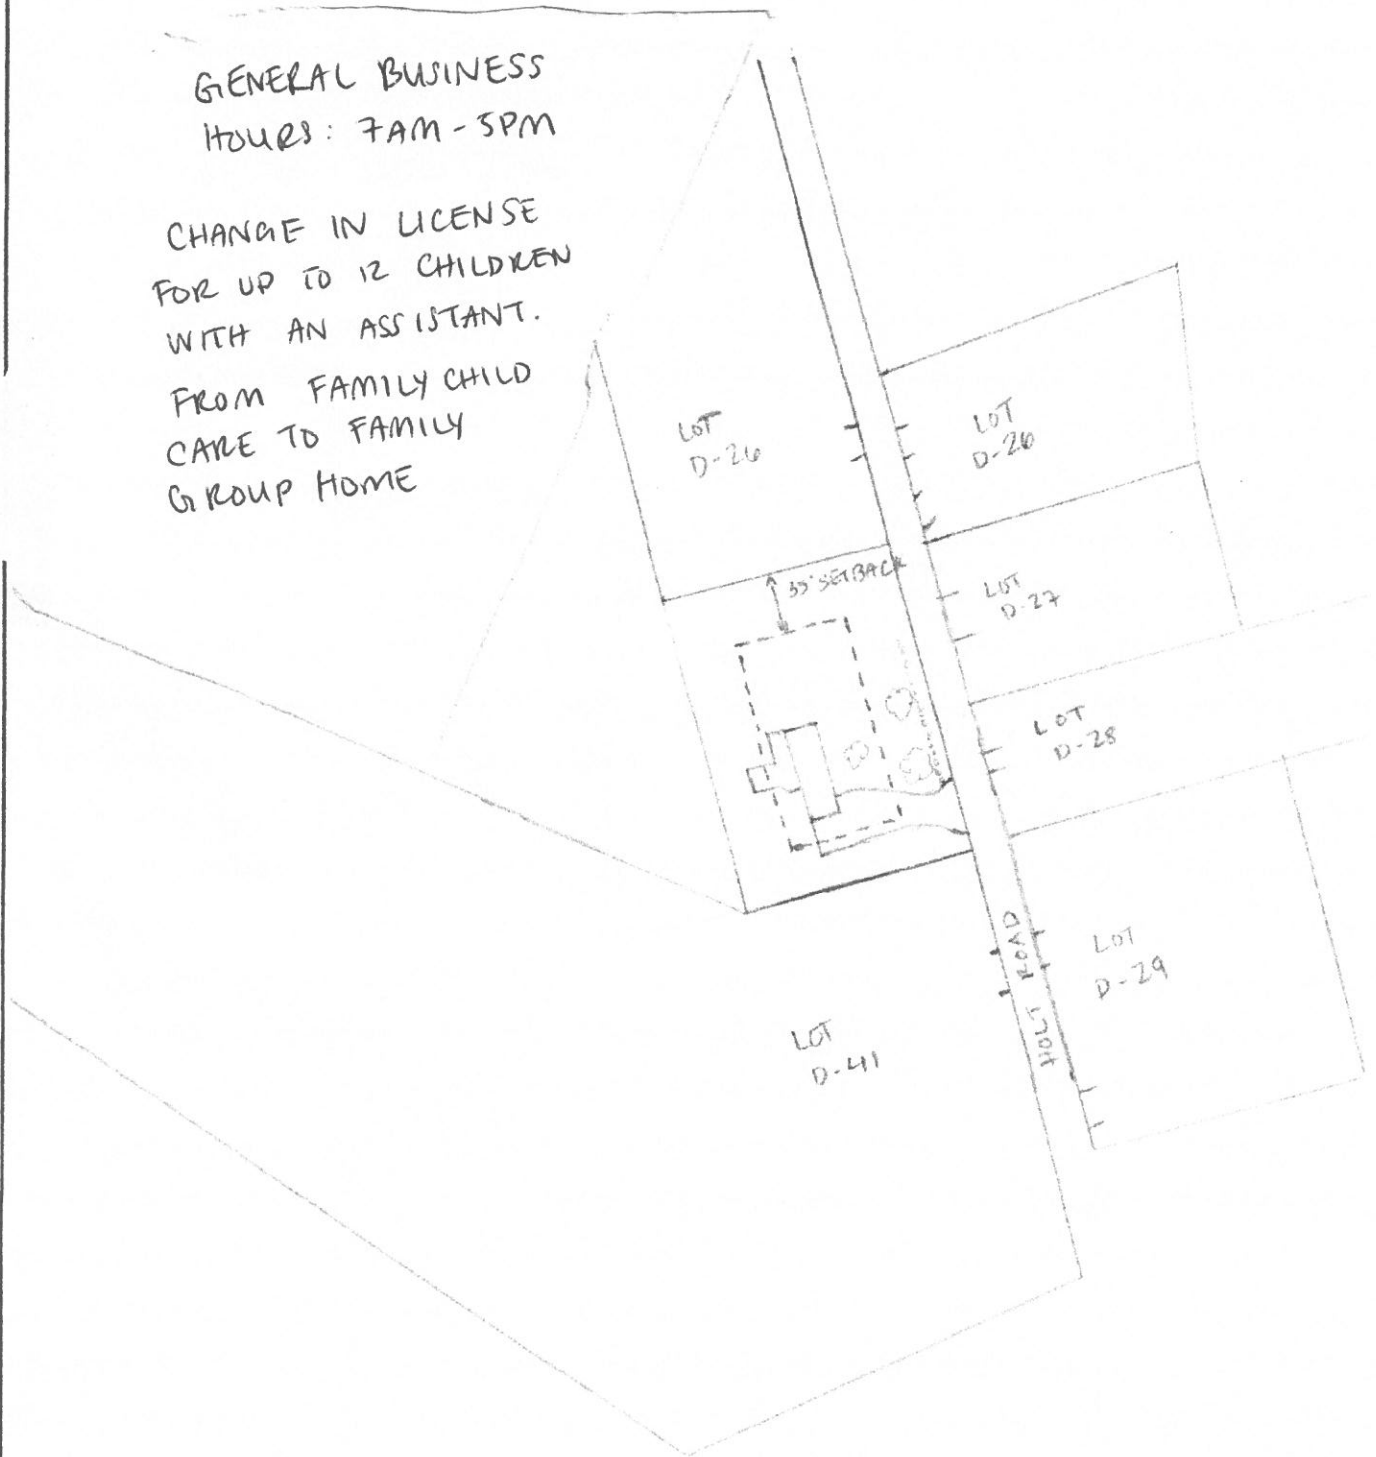 GENERAL BUSINESS
HOURS: 7AM - 5PM
CHANGE IN LICENSE
FOR UP TO 12 CHILDREN
WITH AN ASSISTANT.
FROM FAMILY CHILD
CARE TO FAMILY
GROUP HOME
LOT
D-26
LOT
D-26
35' SETBACK
LOT
D-27
LOT
D-28
HOLT ROAD
LOT
D-29
LOT
D-41